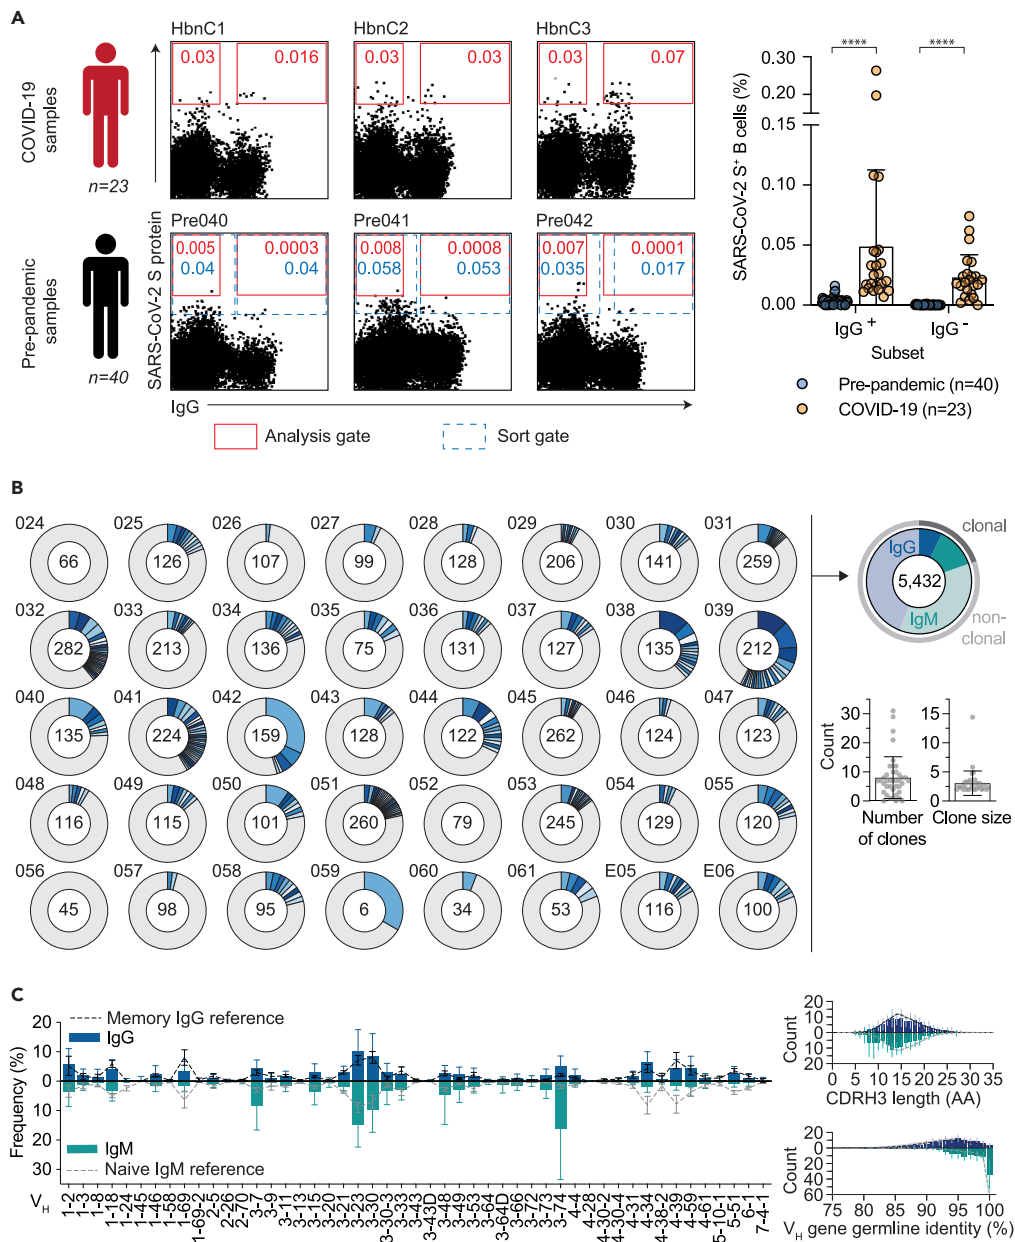 A
HbnC1
HbnC2
HbnC3
0.03
0.016
0.03
0.03
0.03
0.07
COVID-19
samples
n=23
Pre040
Pre041
Pre042
0.005
0.0003
0.008
0.0008
0.007
0.0001
0.04
0.04
0.058
0.053
0.035
0.017
Pre-pandemic
samples
n=40
SARS-CoV-2 S protein
IgG
Analysis gate
Sort gate
****
****
SARS-CoV-2 S+ B cells (%)
0.30
0.20
0.15
0.10
0.05
0.00
IgG +
IgG -
Subset
Pre-pandemic (n=40)
COVID-19 (n=23)
B
024 025 026 027 028 029 030 031
66 126 107 99 128 206 141 259
032 033 034 035 036 037 038 039
282 213 136 75 131 127 135 212
040 041 042 043 044 045 046 047
135 224 159 128 122 262 124 123
048 049 050 051 052 053 054 055
116 115 101 260 79 245 129 120
056 057 058 059 060 061 E05 E06
45 98 95 6 34 53 116 100
clonal
IgG
5,432
IgM
non-
clonal
Count
30
20
10
0
15
10
5
0
Number
of clones
Clone size
C
Memory IgG reference
IgG
IgM
Naive IgM reference
Frequency (%)
20
10
0
10
20
30
VH
1-2
1-3
1-8
1-18
1-24
1-45
1-46
1-58
1-69
1-69-2
2-5
2-26
2-70
3-7
3-9
3-11
3-13
3-15
3-20
3-21
3-23
3-30
3-30-3
3-33
3-43
3-43D
3-48
3-49
3-53
3-64
3-64D
3-66
3-72
3-73
3-74
4-4
4-28
4-30-2
4-30-4
4-31
4-34
4-38-2
4-39
4-59
4-61
5-10-1
5-51
6-1
7-4-1
Count
20
10
0
10
20
0 5 10 15 20 25 30 35
CDRH3 length (AA)
Count
20
0
20
40
60
75 80 85 90 95 100
VH gene germline identity (%)